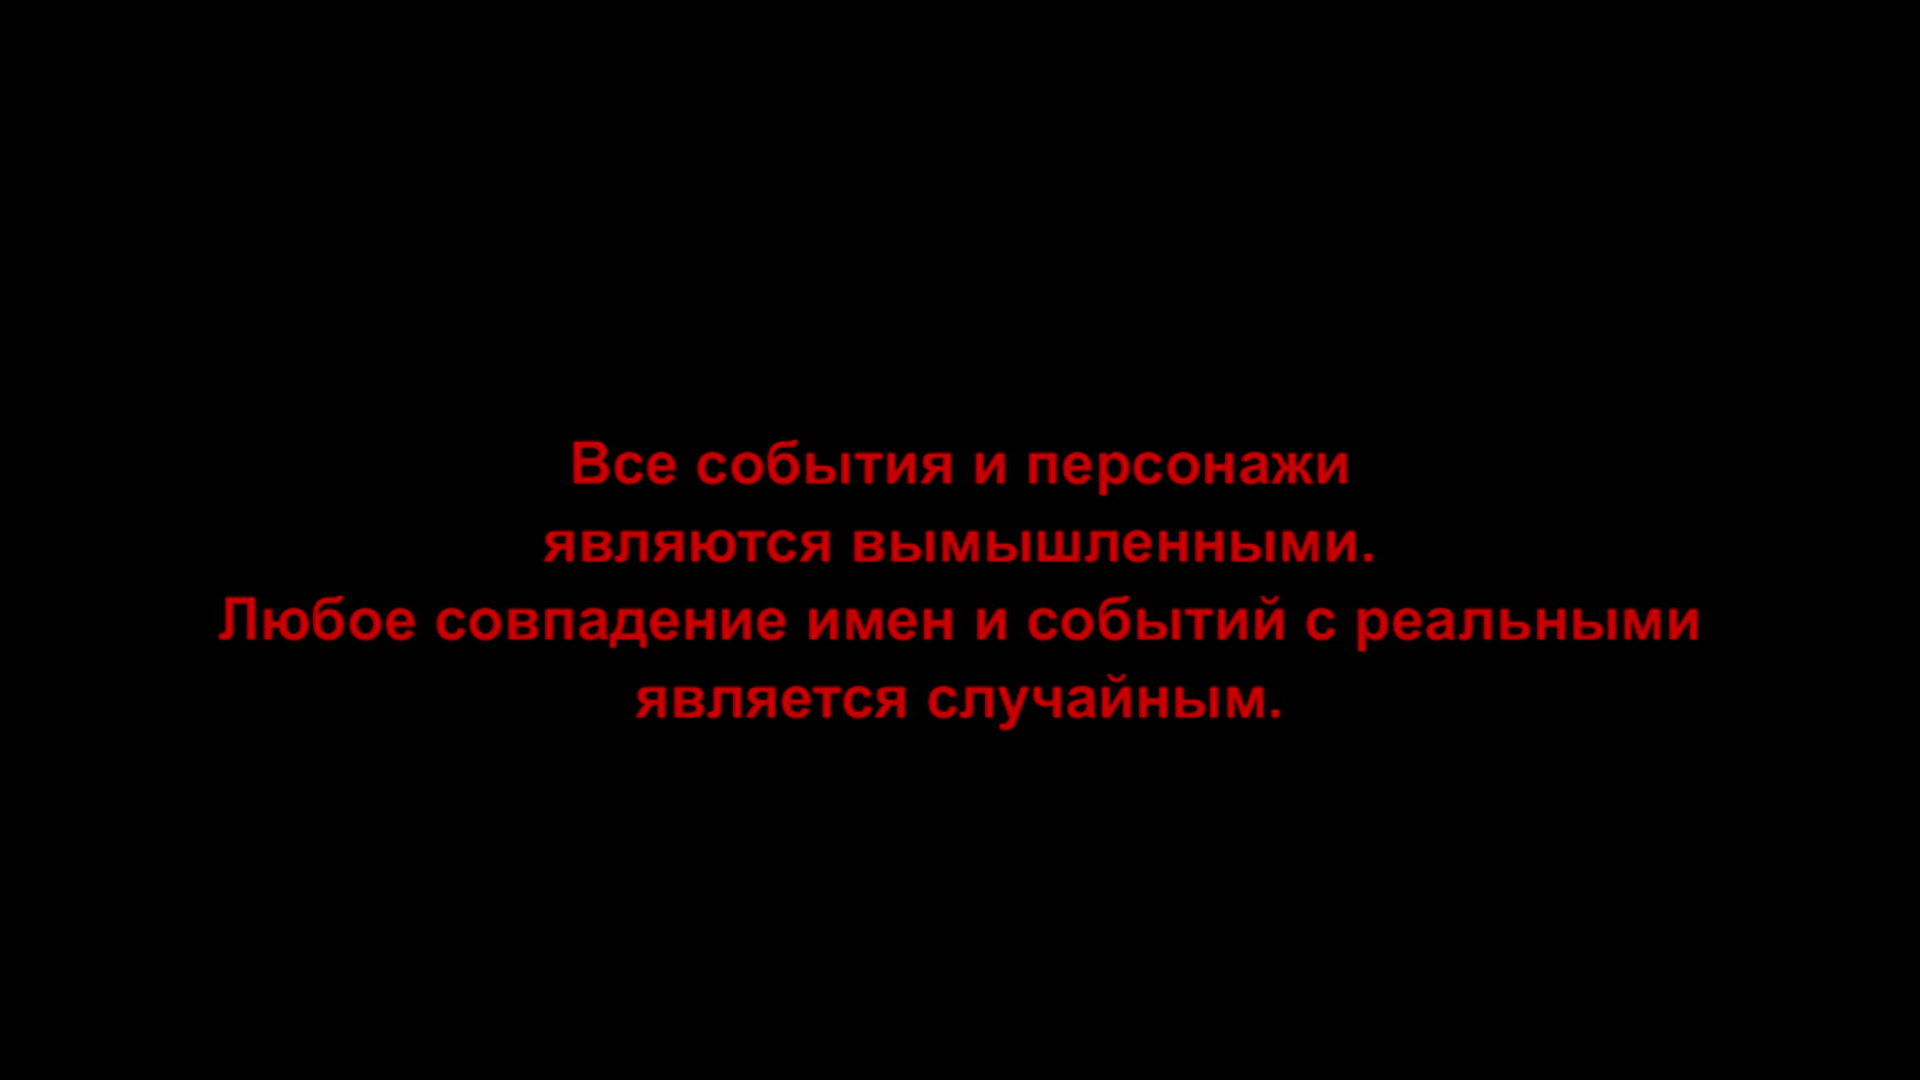 Все события и персонажи
являются вымышленными.
Любое совпадение имен и событий с реальными
является случайным.